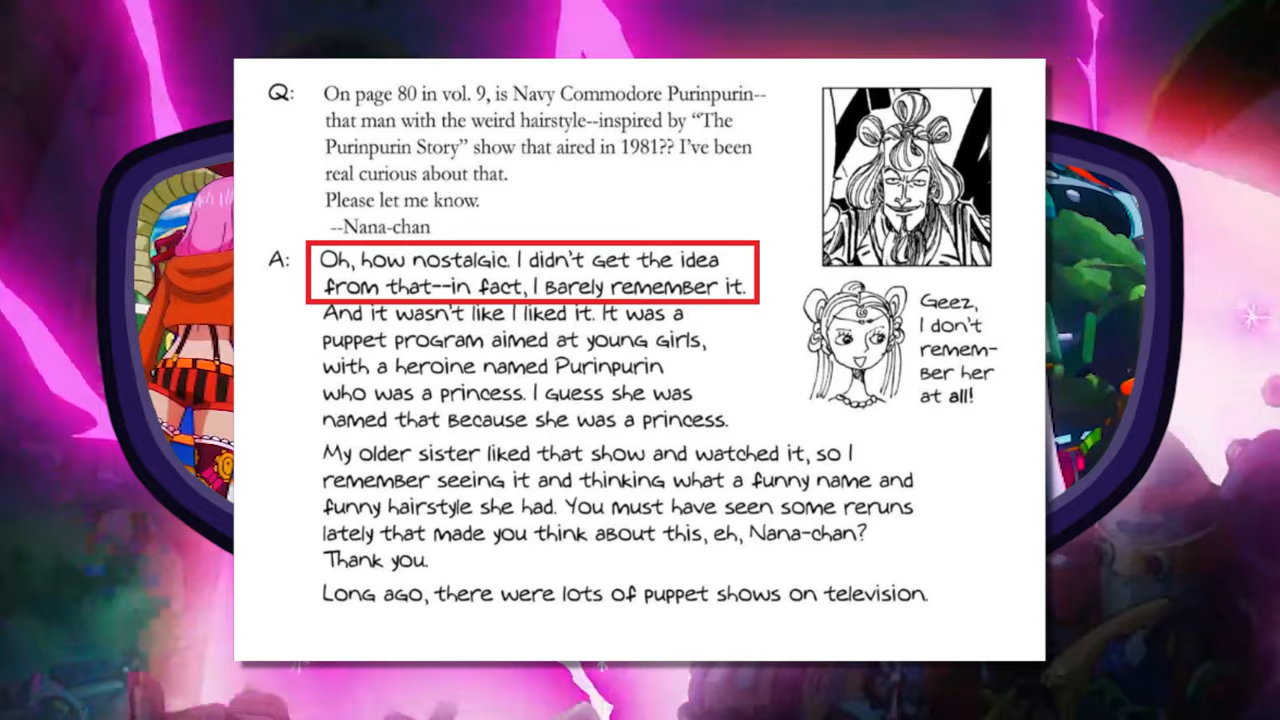 Q: On page 80 in vol. 9, is Navy Commodore Purinpurin--
that man with the weird hairstyle--inspired by “The
Purinpurin Story” show that aired in 1981?? I’ve been
real curious about that.
Please let me know.
--Nana-chan
A: Oh, how nostalgic. I didn’t get the idea
from that--in fact, I barely remember it.
And it wasn’t like I liked it. It was a
puppet program aimed at young girls,
with a heroine named Purinpurin
who was a princess. I guess she was
named that because she was a princess.
Geez,
I don’t
remem-
ber her
at all!
My older sister liked that show and watched it, so I
remember seeing it and thinking what a funny name and
funny hairstyle she had. You must have seen some reruns
lately that made you think about this, eh, Nana-chan?
Thank you.
Long ago, there were lots of puppet shows on television.